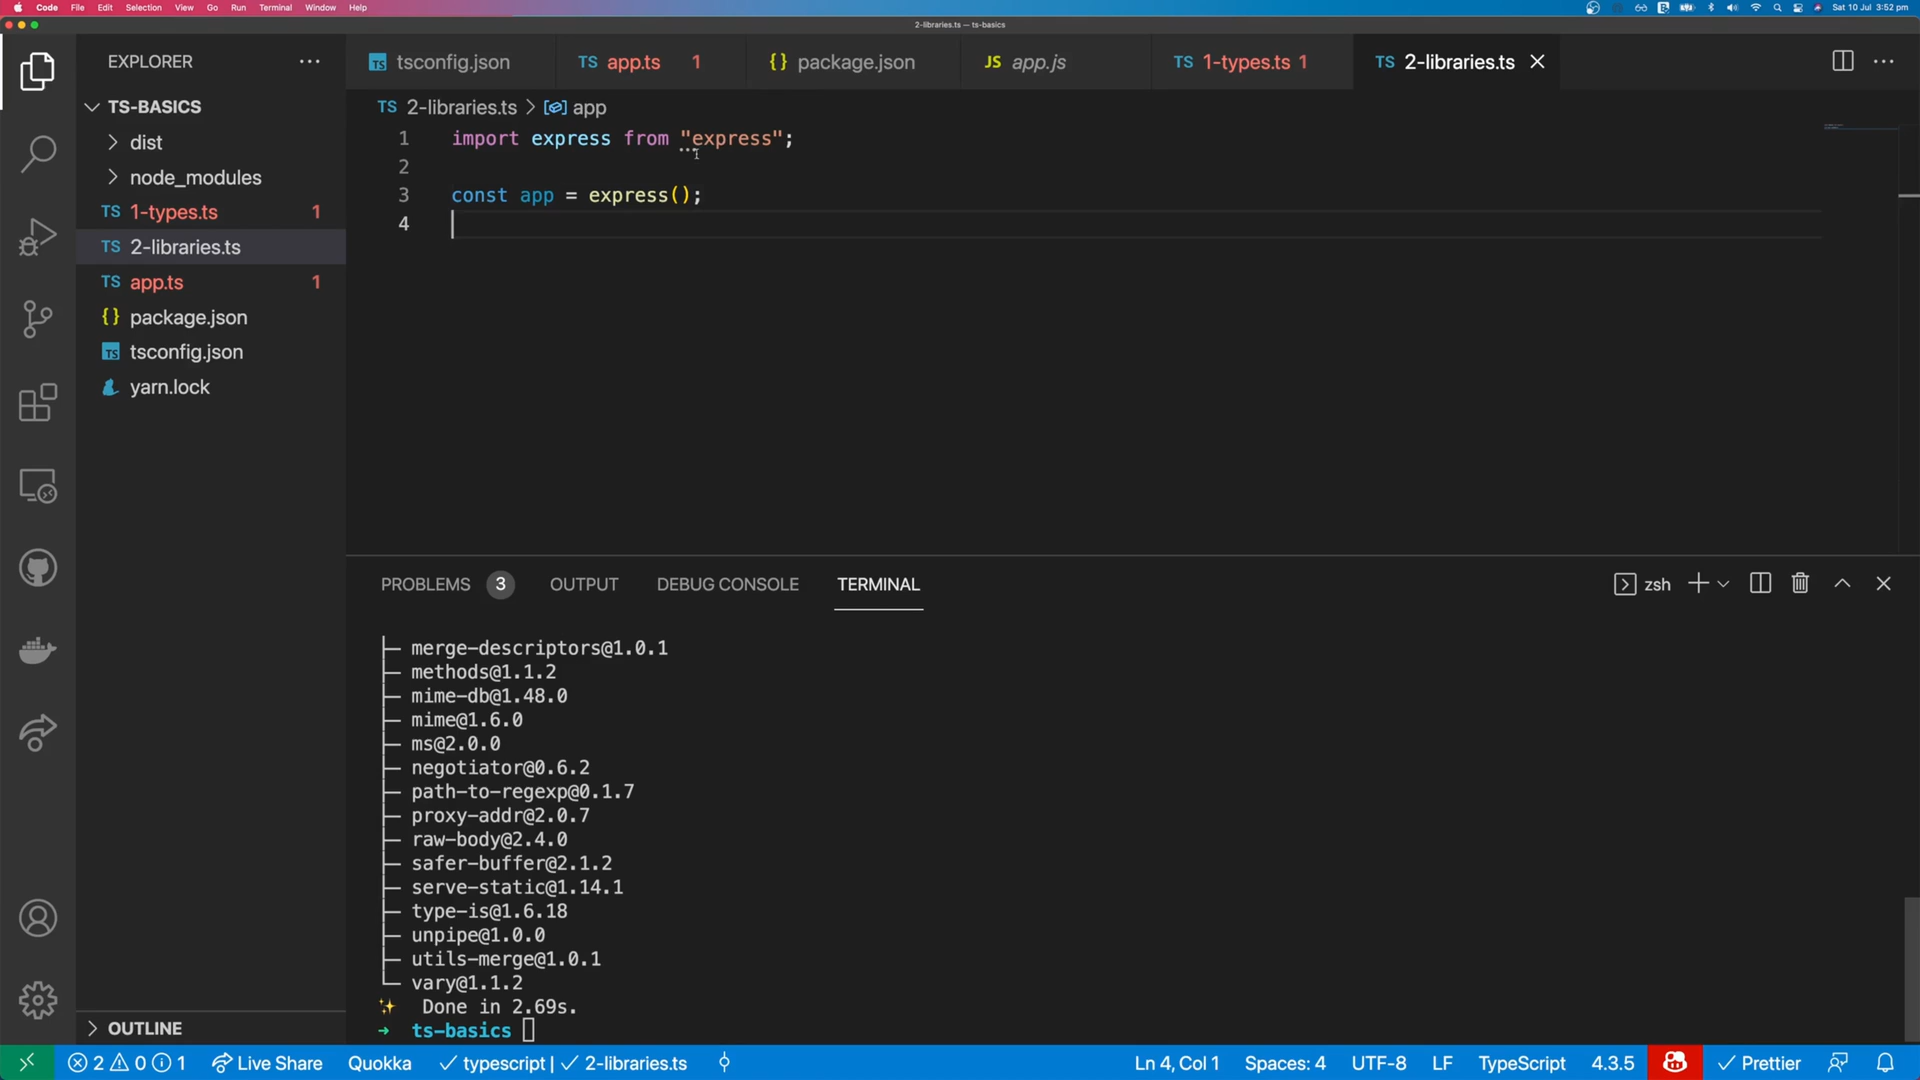 Code File Edit Selection View Go Run Terminal Window Help
Sat 10 Jul 3:52 pm
2-libraries.ts — ts-basics
EXPLORER
TS-BASICS
dist
node_modules
TS 1-types.ts 1
TS 2-libraries.ts
TS app.ts 1
{} package.json
TS tsconfig.json
yarn.lock
OUTLINE
TS tsconfig.json
TS app.ts 1
{} package.json
JS app.js
TS 1-types.ts 1
TS 2-libraries.ts
TS 2-libraries.ts > app
1 import express from "express";
2
3 const app = express();
4
PROBLEMS 3 OUTPUT DEBUG CONSOLE TERMINAL
zsh
├─ merge-descriptors@1.0.1
├─ methods@1.1.2
├─ mime-db@1.48.0
├─ mime@1.6.0
├─ ms@2.0.0
├─ negotiator@0.6.2
├─ path-to-regexp@0.1.7
├─ proxy-addr@2.0.7
├─ raw-body@2.4.0
├─ safer-buffer@2.1.2
├─ serve-static@1.14.1
├─ type-is@1.6.18
├─ unpipe@1.0.0
├─ utils-merge@1.0.1
└─ vary@1.1.2
✨ Done in 2.69s.
→ ts-basics
2 0 1 Live Share Quokka ✓ typescript | ✓ 2-libraries.ts
Ln 4, Col 1 Spaces: 4 UTF-8 LF TypeScript 4.3.5 ✓ Prettier